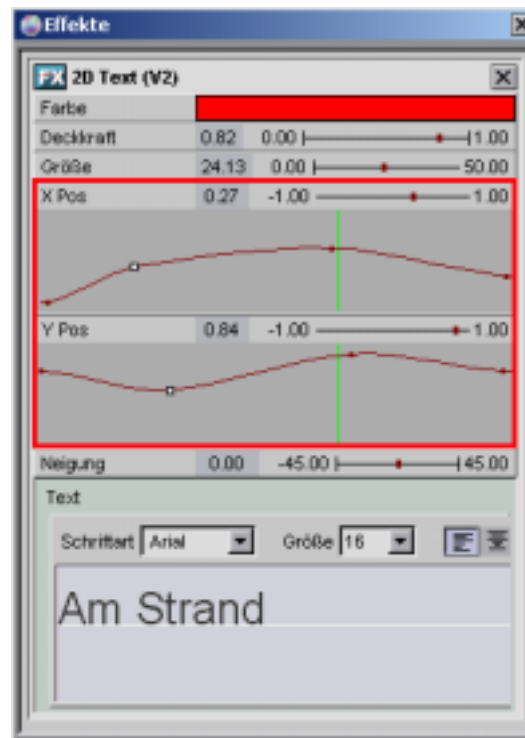 Effekte
FX 2D Text (V2)
Farbe
Deckkraft 0.82 0.00 1.00
Größe 24.13 0.00 50.00
X Pos 0.27 -1.00 1.00
Y Pos 0.84 -1.00 1.00
Neigung 0.00 -45.00 45.00
Text
Schriftart Arial Größe 16
Am Strand